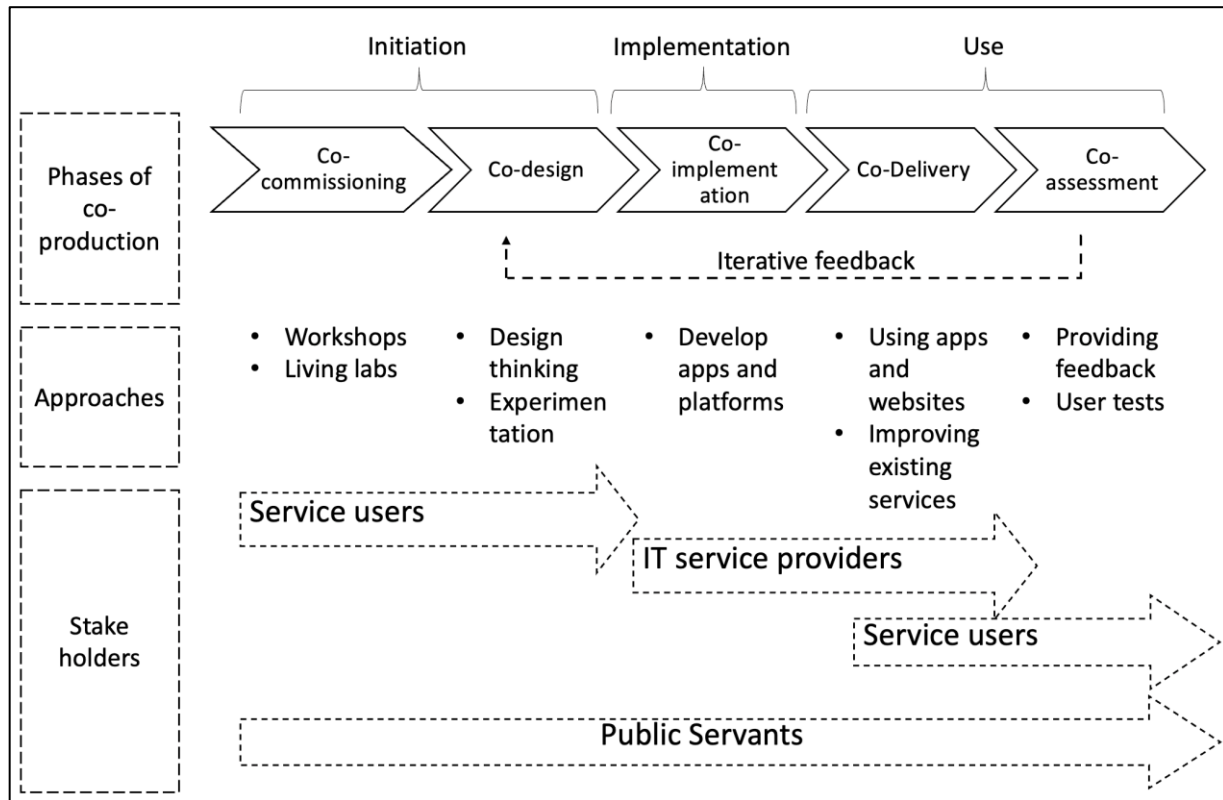 Initiation
Implementation
Use
Phases of
co-
production
Co-
commissioning
Co-design
Co-
implement
ation
Co-Delivery
Co-
assessment
Iterative feedback
Approaches
• Workshops
• Living labs
• Design
thinking
• Experimen
tation
• Develop
apps and
platforms
• Using apps
and
websites
• Improving
existing
services
• Providing
feedback
• User tests
Stake
holders
Service users
IT service providers
Service users
Public Servants